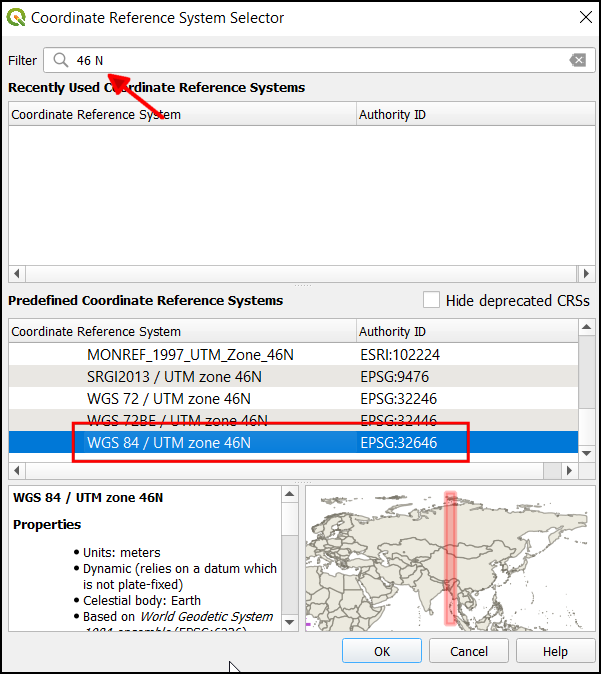 Coordinate Reference System Selector
Filter 46 N
Recently Used Coordinate Reference Systems
Coordinate Reference System Authority ID
Predefined Coordinate Reference Systems Hide deprecated CRSs
Coordinate Reference System Authority ID
MONREF_1997_UTM_Zone_46N ESRI:102224
SRGI2013 / UTM zone 46N EPSG:9476
WGS 72 / UTM zone 46N EPSG:32246
WGS 72BE / UTM zone 46N EPSG:32446
WGS 84 / UTM zone 46N EPSG:32646
WGS 84 / UTM zone 46N
Properties
• Units: meters
• Dynamic (relies on a datum which
is not plate-fixed)
• Celestial body: Earth
• Based on World Geodetic System
1984 ensemble (EPSG:6326)
OK Cancel Help